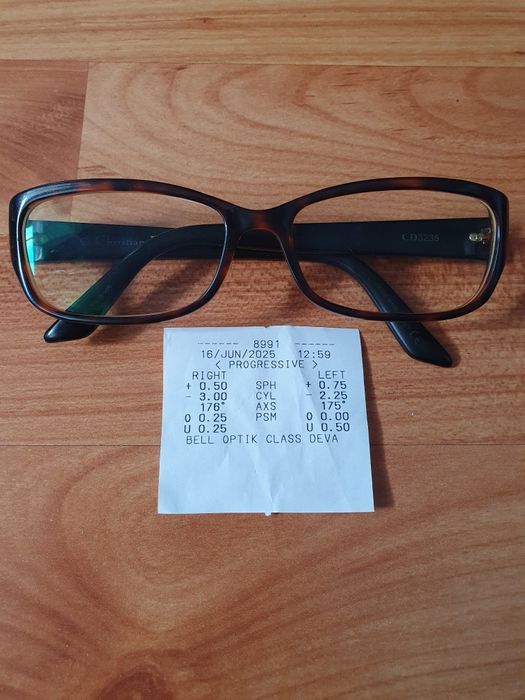 Christian
CD3235
------ 8991 ------
16/JUN/2025 12:59
< PROGRESSIVE >
RIGHT LEFT
+ 0.50 SPH + 0.75
- 3.00 CYL - 2.25
176° AXS 175°
O 0.25 PSM O 0.00
U 0.25 U 0.50
BELL OPTIK CLASS DEVA